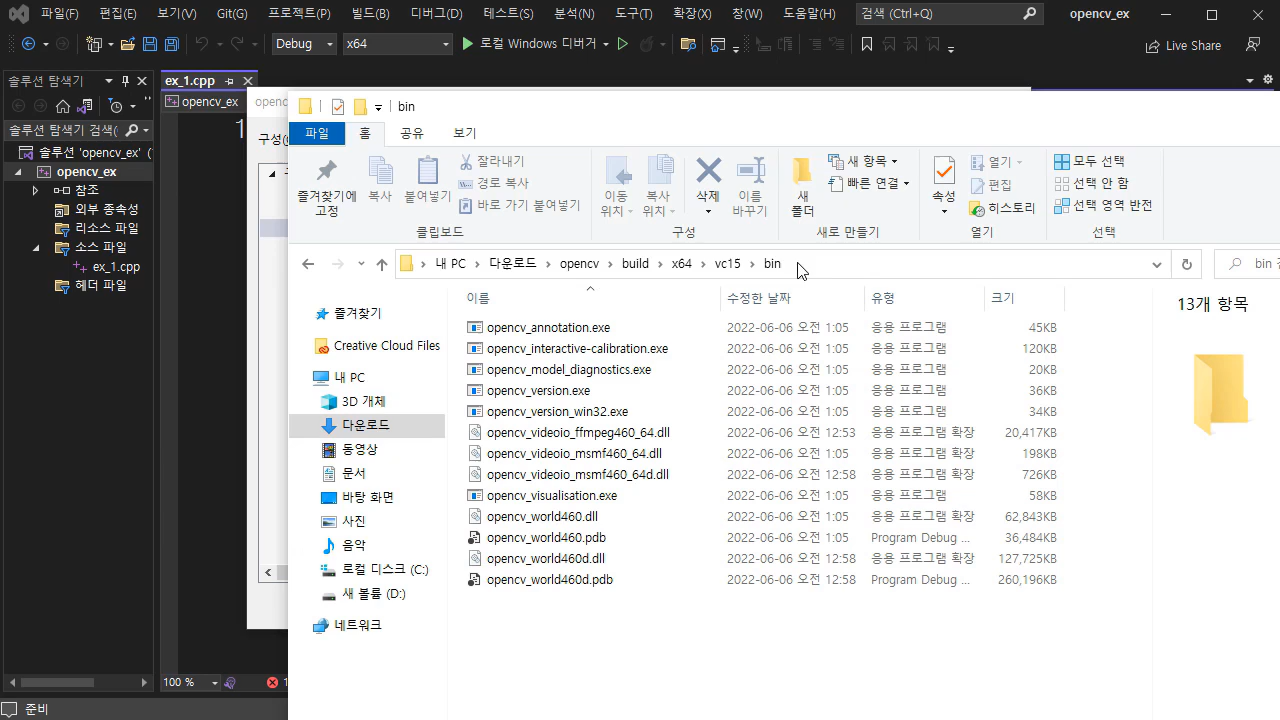 파일(F) 편집(E) 보기(V) Git(G) 프로젝트(P) 빌드(B) 디버그(D) 테스트(S) 분석(N) 도구(T) 확장(X) 창(W) 도움말(H) 검색 (Ctrl+Q) opencv_ex
Debug x64 로컬 Windows 디버거 Live Share
솔루션 탐색기
솔루션 탐색기 검색(
솔루션 'opencv_ex' (
opencv_ex
참조
외부 종속성
리소스 파일
소스 파일
ex_1.cpp
헤더 파일
ex_1.cpp
opencv_ex
1
100 %
준비
bin
파일 홈 공유 보기
즐겨찾기에
고정
복사
붙여넣기
잘라내기
경로 복사
바로 가기 붙여넣기
클립보드
이동
위치
복사
위치
삭제
이름
바꾸기
구성
새
폴더
새 항목
빠른 연결
새로 만들기
속성
열기
편집
히스토리
열기
모두 선택
선택 안 함
선택 영역 반전
선택
내 PC 다운로드 opencv build x64 vc15 bin
bin
즐겨찾기
Creative Cloud Files
내 PC
3D 개체
다운로드
동영상
문서
바탕 화면
사진
음악
로컬 디스크 (C:)
새 볼륨 (D:)
네트워크
이름 수정한 날짜 유형 크기
opencv_annotation.exe 2022-06-06 오전 1:05 응용 프로그램 45KB
opencv_interactive-calibration.exe 2022-06-06 오전 1:05 응용 프로그램 120KB
opencv_model_diagnostics.exe 2022-06-06 오전 1:05 응용 프로그램 20KB
opencv_version.exe 2022-06-06 오전 1:05 응용 프로그램 36KB
opencv_version_win32.exe 2022-06-06 오전 1:05 응용 프로그램 34KB
opencv_videoio_ffmpeg460_64.dll 2022-06-06 오전 12:53 응용 프로그램 확장 20,417KB
opencv_videoio_msmf460_64.dll 2022-06-06 오전 1:05 응용 프로그램 확장 198KB
opencv_videoio_msmf460_64d.dll 2022-06-06 오전 12:58 응용 프로그램 확장 726KB
opencv_visualisation.exe 2022-06-06 오전 1:05 응용 프로그램 58KB
opencv_world460.dll 2022-06-06 오전 1:05 응용 프로그램 확장 62,843KB
opencv_world460.pdb 2022-06-06 오전 1:05 Program Debug ... 36,484KB
opencv_world460d.dll 2022-06-06 오전 12:58 응용 프로그램 확장 127,725KB
opencv_world460d.pdb 2022-06-06 오전 12:58 Program Debug ... 260,196KB
13개 항목